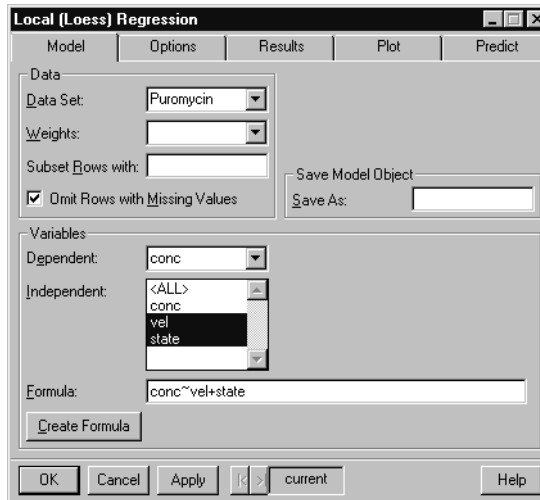 Local (Loess) Regression
Model Options Results Plot Predict
Data
Data Set: Puromycin
Weights:
Subset Rows with:
Omit Rows with Missing Values
Save Model Object
Save As:
Variables
Dependent: conc
Independent: <ALL>
conc
vel
state
Formula: conc~vel+state
Create Formula
OK Cancel Apply current Help